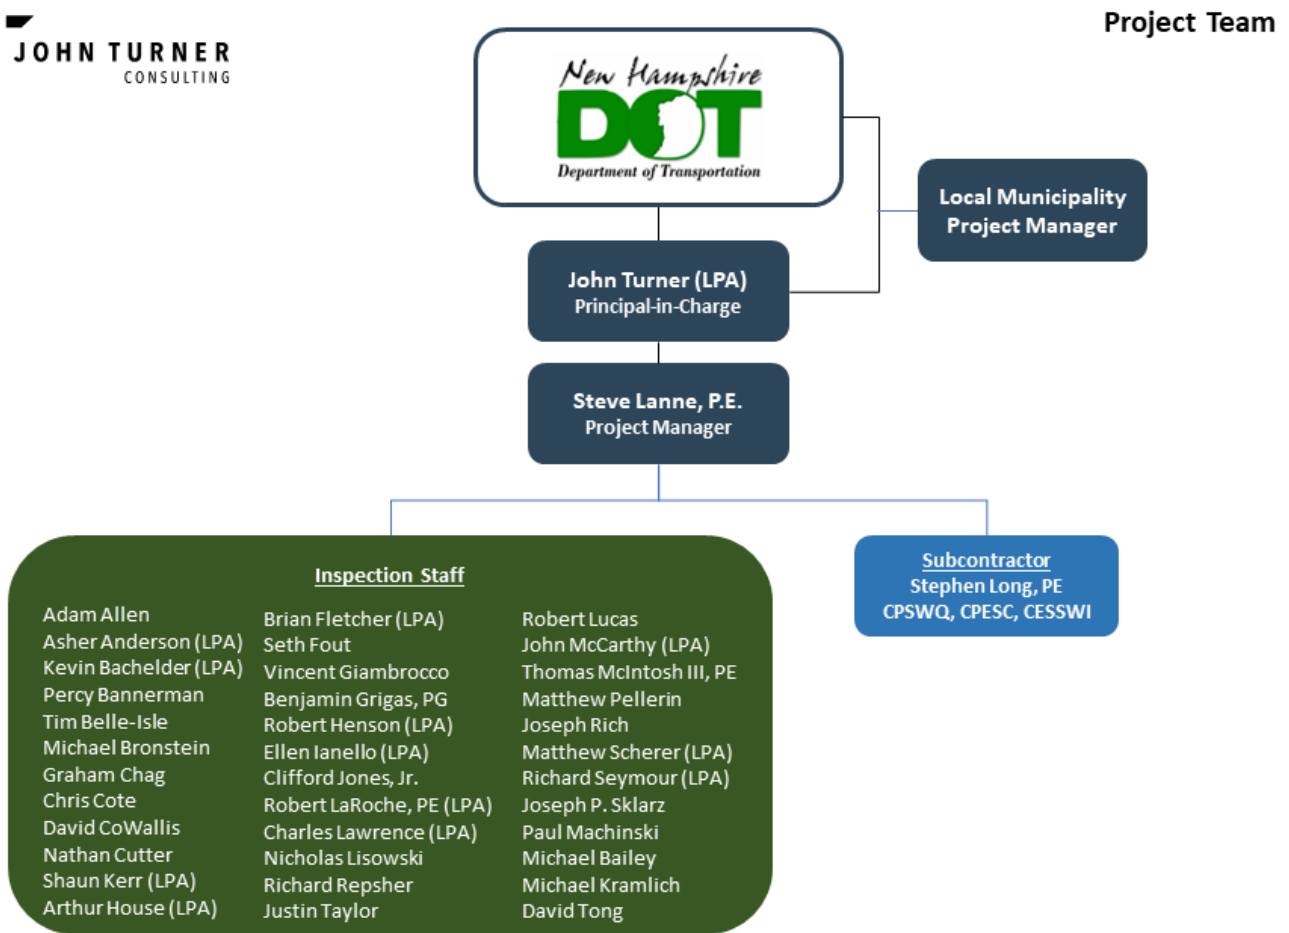 JOHN TURNER
CONSULTING
Project Team
New Hampshire
DOT
Department of Transportation
Local Municipality
Project Manager
John Turner (LPA)
Principal-in-Charge
Steve Lanne, P.E.
Project Manager
Inspection Staff
Adam Allen
Asher Anderson (LPA)
Kevin Bachelder (LPA)
Percy Bannerman
Tim Belle-Isle
Michael Bronstein
Graham Chag
Chris Cote
David CoWallis
Nathan Cutter
Shaun Kerr (LPA)
Arthur House (LPA)
Brian Fletcher (LPA)
Seth Fout
Vincent Giambrocco
Benjamin Grigas, PG
Robert Henson (LPA)
Ellen Ianello (LPA)
Clifford Jones, Jr.
Robert LaRoche, PE (LPA)
Charles Lawrence (LPA)
Nicholas Lisowski
Richard Repsher
Justin Taylor
Robert Lucas
John McCarthy (LPA)
Thomas McIntosh III, PE
Matthew Pellerin
Joseph Rich
Matthew Scherer (LPA)
Richard Seymour (LPA)
Joseph P. Sklarz
Paul Machinski
Michael Bailey
Michael Kramlich
David Tong
Subcontractor
Stephen Long, PE
CPSWQ, CPESC, CESSWI